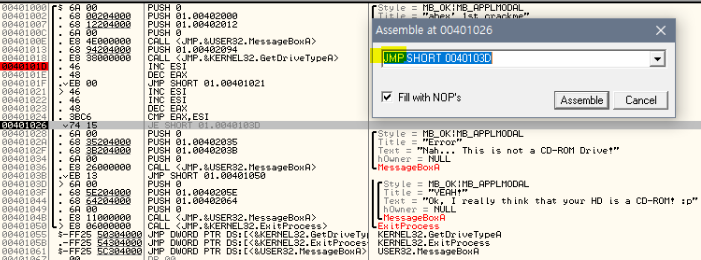 00401000 $ 6A 00 PUSH 0 Style = MB_OK|MB_APPLMODAL
00401002 . 68 00204000 PUSH 01.00402000 Title = "abex' 1st crackme"
00401007 . 68 12204000 PUSH 01.00402012
0040100C . 6A 00 PUSH 0
0040100E . E8 4E000000 CALL <JMP.&USER32.MessageBoxA>
00401013 . 68 94204000 PUSH 01.00402094
00401018 . E8 38000000 CALL <JMP.&KERNEL32.GetDriveTypeA>
0040101D . 46 INC ESI
0040101E . 48 DEC EAX
0040101F .vEB 00 JMP SHORT 01.00401021
00401021 > 46 INC ESI
00401022 . 46 INC ESI
00401023 . 48 DEC EAX
00401024 . 3BC6 CMP EAX,ESI
00401026 .v74 15 JE SHORT 01.0040103D
00401028 . 6A 00 PUSH 0 Style = MB_OK|MB_APPLMODAL
0040102A . 68 35204000 PUSH 01.00402035 Title = "Error"
0040102F . 68 3B204000 PUSH 01.0040203B Text = "Nah... This is not a CD-ROM Drive!"
00401034 . 6A 00 PUSH 0 hOwner = NULL
00401036 . E8 26000000 CALL <JMP.&USER32.MessageBoxA> MessageBoxA
0040103B .vEB 13 JMP SHORT 01.00401050
0040103D > 6A 00 PUSH 0 Style = MB_OK|MB_APPLMODAL
0040103F . 68 5E204000 PUSH 01.0040205E Title = "YEAH!"
00401044 . 68 64204000 PUSH 01.00402064 Text = "Ok, I really think that your HD is a CD-ROM! :p"
00401049 . 6A 00 PUSH 0 hOwner = NULL
0040104B . E8 11000000 CALL <JMP.&USER32.MessageBoxA> MessageBoxA
00401050 > E8 06000000 CALL <JMP.&KERNEL32.ExitProcess> ExitProcess
00401055 $-FF25 50304000 JMP DWORD PTR DS:[<&KERNEL32.GetDriveTyp KERNEL32.GetDriveTypeA
0040105B .-FF25 54304000 JMP DWORD PTR DS:[<&KERNEL32.ExitProcess KERNEL32.ExitProcess
00401061 $-FF25 5C304000 JMP DWORD PTR DS:[<&USER32.MessageBoxA>] USER32.MessageBoxA
Assemble at 00401026
JMP SHORT 0040103D
Fill with NOP's
Assemble
Cancel